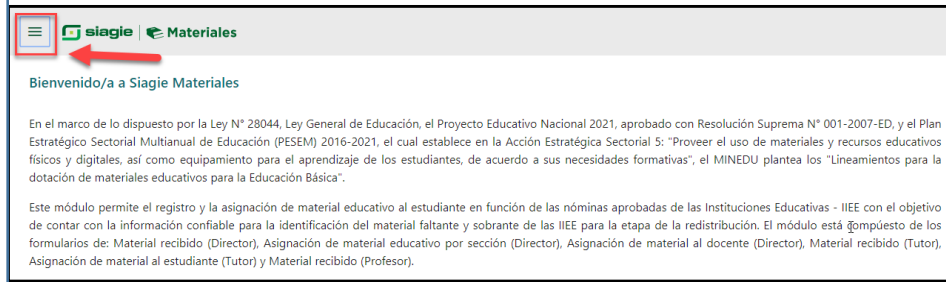 siagie | Materiales
Bienvenido/a a Siagie Materiales
En el marco de lo dispuesto por la Ley N° 28044, Ley General de Educación, el Proyecto Educativo Nacional 2021, aprobado con Resolución Suprema N° 001-2007-ED, y el Plan
Estratégico Sectorial Multianual de Educación (PESEM) 2016-2021, el cual establece en la Acción Estratégica Sectorial 5: "Proveer el uso de materiales y recursos educativos
físicos y digitales, así como equipamiento para el aprendizaje de los estudiantes, de acuerdo a sus necesidades formativas", el MINEDU plantea los "Lineamientos para la
dotación de materiales educativos para la Educación Básica".
Este módulo permite el registro y la asignación de material educativo al estudiante en función de las nóminas aprobadas de las Instituciones Educativas - IIEE con el objetivo
de contar con la información confiable para la identificación del material faltante y sobrante de las IIEE para la etapa de la redistribución. El módulo está compúesto de los
formularios de: Material recibido (Director), Asignación de material educativo por sección (Director), Asignación de material al docente (Director), Material recibido (Tutor),
Asignación de material al estudiante (Tutor) y Material recibido (Profesor).